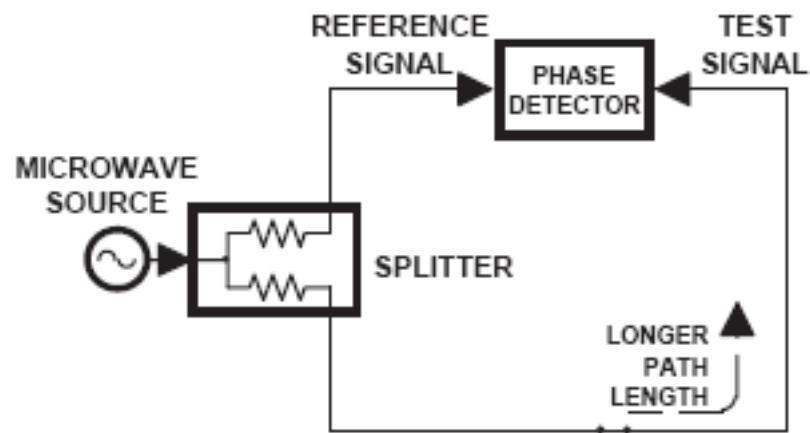 REFERENCE
SIGNAL
PHASE
DETECTOR
TEST
SIGNAL
MICROWAVE
SOURCE
SPLITTER
LONGER
PATH
LENGTH